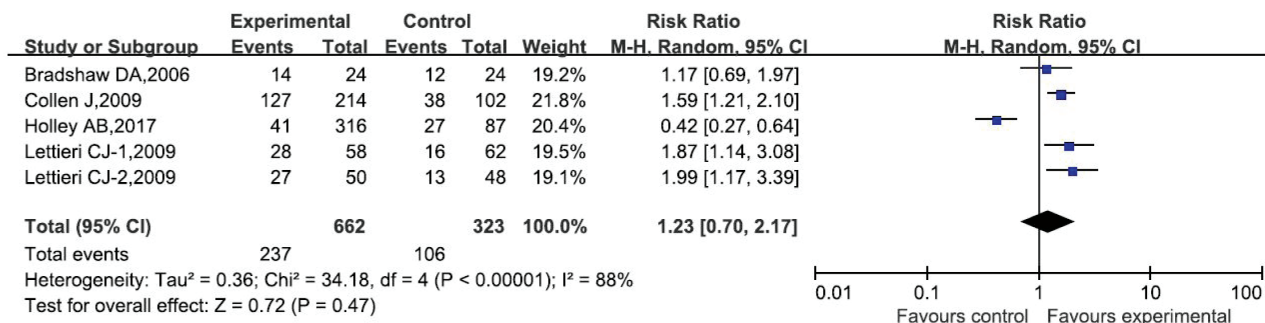 Experimental Control Risk Ratio Risk Ratio
Study or Subgroup Events Total Events Total Weight M-H, Random, 95% CI M-H, Random, 95% CI
Bradshaw DA,2006 14 24 12 24 19.2% 1.17 [0.69, 1.97]
Collen J,2009 127 214 38 102 21.8% 1.59 [1.21, 2.10]
Holley AB,2017 41 316 27 87 20.4% 0.42 [0.27, 0.64]
Lettieri CJ-1,2009 28 58 16 62 19.5% 1.87 [1.14, 3.08]
Lettieri CJ-2,2009 27 50 13 48 19.1% 1.99 [1.17, 3.39]
Total (95% CI) 662 323 100.0% 1.23 [0.70, 2.17]
Total events 237 106
Heterogeneity: Tau² = 0.36; Chi² = 34.18, df = 4 (P < 0.00001); I² = 88%
Test for overall effect: Z = 0.72 (P = 0.47)
0.01 0.1 1 10 100
Favours control Favours experimental